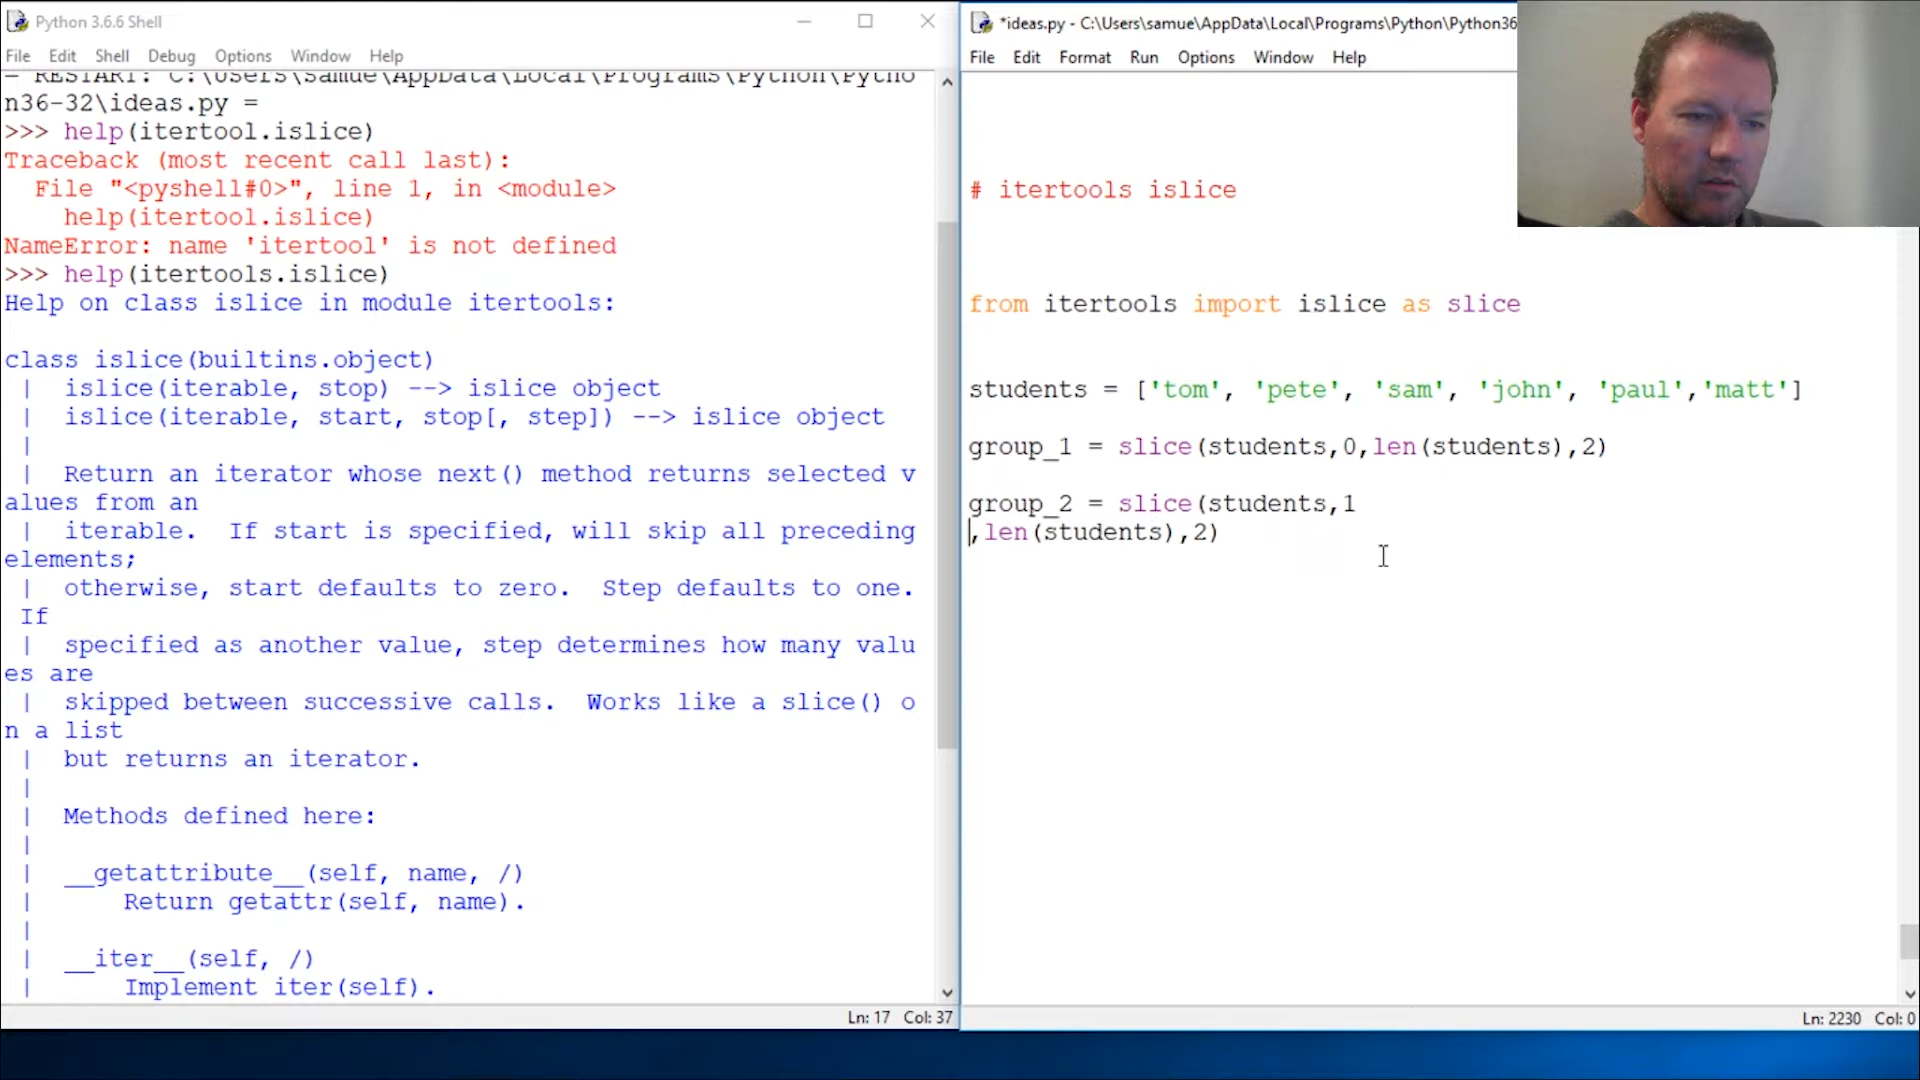 Python 3.6.6 Shell
File Edit Shell Debug Options Window Help
= RESTART: C:\Users\samue\AppData\Local\Programs\Python\Pytho
n36-32\ideas.py =
>>> help(itertool.islice)
Traceback (most recent call last):
  File "<pyshell#0>", line 1, in <module>
    help(itertool.islice)
NameError: name 'itertool' is not defined
>>> help(itertools.islice)
Help on class islice in module itertools:
class islice(builtins.object)
 |  islice(iterable, stop) --> islice object
 |  islice(iterable, start, stop[, step]) --> islice object
 |
 |  Return an iterator whose next() method returns selected v
alues from an
 |  iterable.  If start is specified, will skip all preceding
elements;
 |  otherwise, start defaults to zero.  Step defaults to one.
 If
 |  specified as another value, step determines how many valu
es are
 |  skipped between successive calls.  Works like a slice() o
n a list
 |  but returns an iterator.
 |
 |  Methods defined here:
 |
 |  __getattribute__(self, name, /)
 |      Return getattr(self, name).
 |
 |  __iter__(self, /)
 |      Implement iter(self).
Ln: 17 Col: 37
*ideas.py - C:\Users\samue\AppData\Local\Programs\Python\Python36
File Edit Format Run Options Window Help
# itertools islice
from itertools import islice as slice
students = ['tom', 'pete', 'sam', 'john', 'paul','matt']
group_1 = slice(students,0,len(students),2)
group_2 = slice(students,1
,len(students),2)
Ln: 2230 Col: 0